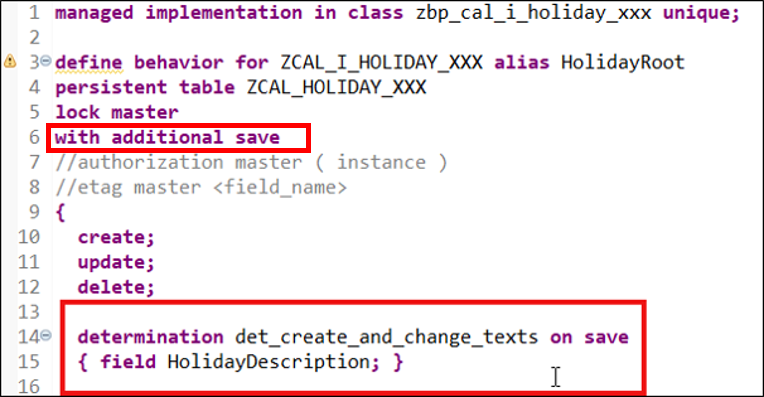 1 managed implementation in class zbp_cal_i_holiday_xxx unique;
2
3 define behavior for ZCAL_I_HOLIDAY_XXX alias HolidayRoot
4 persistent table ZCAL_HOLIDAY_XXX
5 lock master
6 with additional save
7 //authorization master ( instance )
8 //etag master <field_name>
9 {
10 create;
11 update;
12 delete;
13
14 determination det_create_and_change_texts on save
15 { field HolidayDescription; }
16